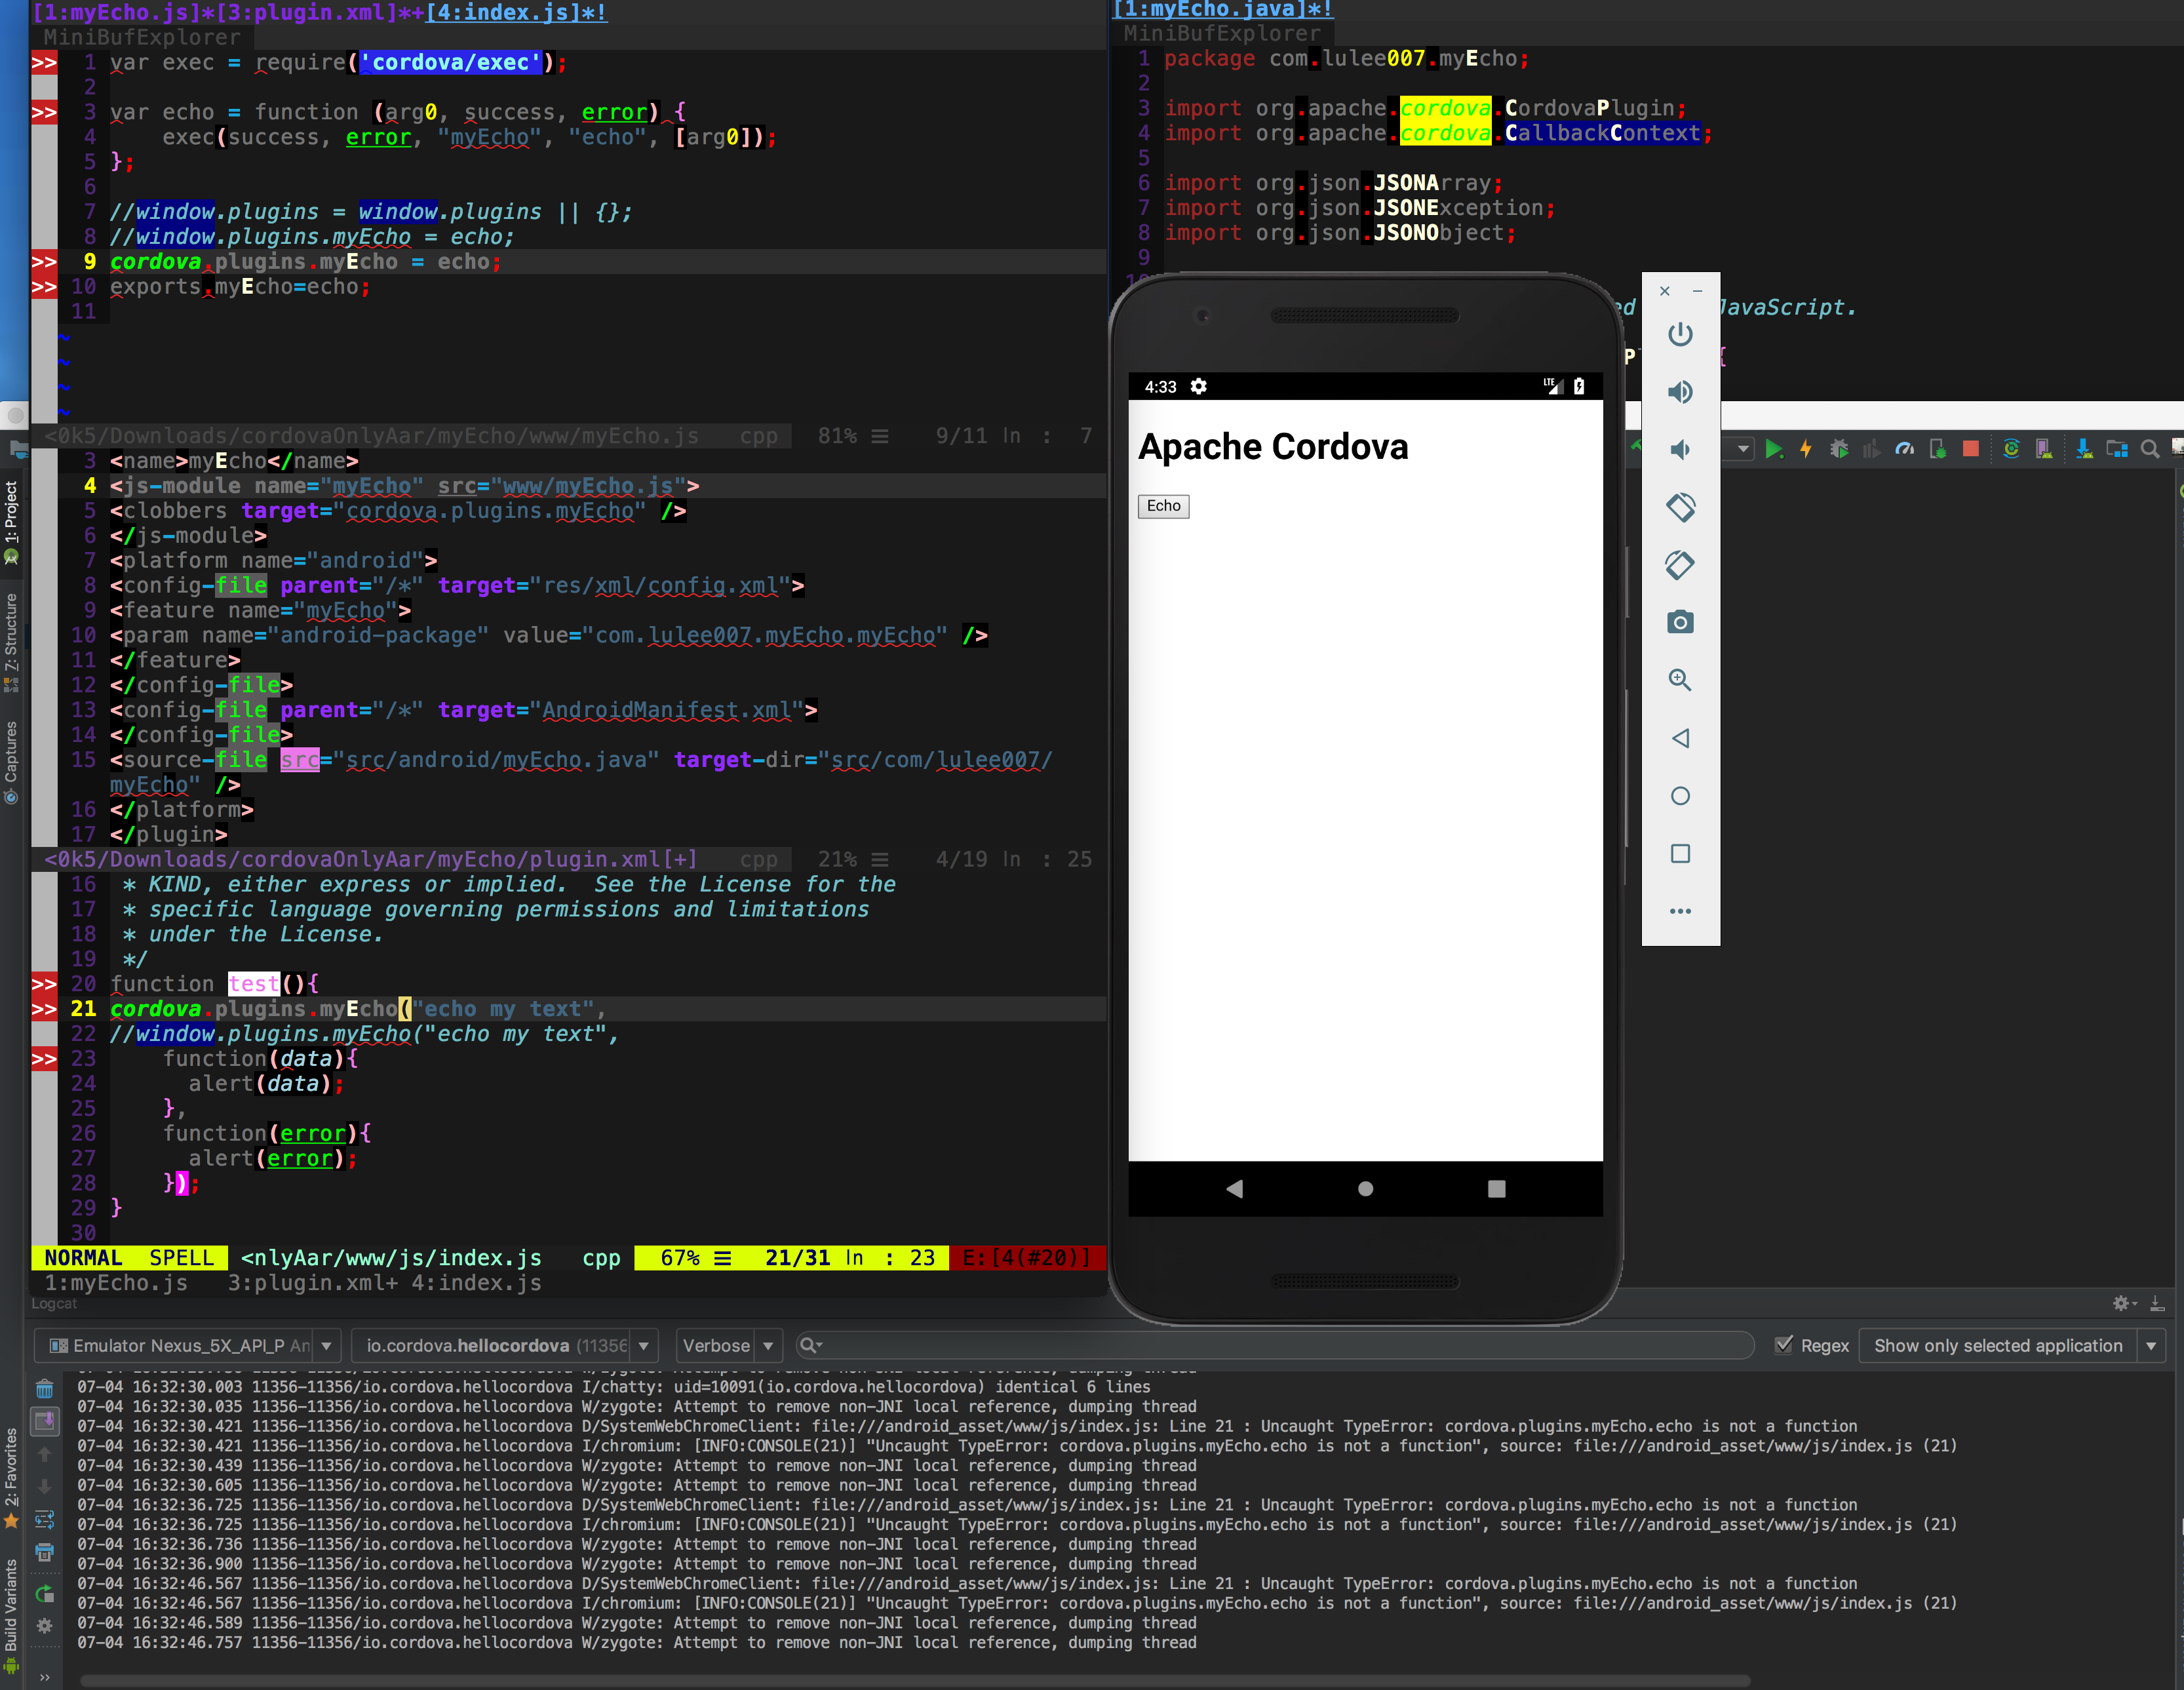 [1:myEcho.js]*[3:plugin.xml]*+[4:index.js]*!
MiniBufExplorer
>> 1 var exec = require('cordova/exec');
2
>> 3 var echo = function (arg0, success, error) {
4 exec(success, error, "myEcho", "echo", [arg0]);
5 };
6
7 //window.plugins = window.plugins || {};
8 //window.plugins.myEcho = echo;
>> 9 cordova.plugins.myEcho = echo;
>> 10 exports.myEcho=echo;
11
~
~
~
~
<0k5/Downloads/cordovaOnlyAar/myEcho/www/myEcho.js cpp 81% ☰ 9/11 ln : 7
3 <name>myEcho</name>
4 <js-module name="myEcho" src="www/myEcho.js">
5 <clobbers target="cordova.plugins.myEcho" />
6 </js-module>
7 <platform name="android">
8 <config-file parent="/*" target="res/xml/config.xml">
9 <feature name="myEcho">
10 <param name="android-package" value="com.lulee007.myEcho.myEcho" />
11 </feature>
12 </config-file>
13 <config-file parent="/*" target="AndroidManifest.xml">
14 </config-file>
15 <source-file src="src/android/myEcho.java" target-dir="src/com/lulee007/
myEcho" />
16 </platform>
17 </plugin>
<0k5/Downloads/cordovaOnlyAar/myEcho/plugin.xml[+] cpp 21% ☰ 4/19 ln : 25
16 * KIND, either express or implied.  See the License for the
17 * specific language governing permissions and limitations
18 * under the License.
19 */
>> 20 function test(){
>> 21 cordova.plugins.myEcho("echo my text",
22 //window.plugins.myEcho("echo my text",
>> 23 function(data){
24 alert(data);
25 },
26 function(error){
27 alert(error);
28 });
29 }
30
NORMAL SPELL <nlyAar/www/js/index.js cpp 67% ☰ 21/31 ln : 23 E:[4(#20)]
1:myEcho.js 3:plugin.xml+ 4:index.js
[1:myEcho.java]*!
MiniBufExplorer
1 package com.lulee007.myEcho;
2
3 import org.apache.cordova.CordovaPlugin;
4 import org.apache.cordova.CallbackContext;
5
6 import org.json.JSONArray;
7 import org.json.JSONException;
8 import org.json.JSONObject;
9
10
ed JavaScript.
P {
4:33 LTE
Apache Cordova
Echo
1: Project
7: Structure
Captures
2: Favorites
Build Variants
Logcat
Emulator Nexus_5X_API_P An
io.cordova.hellocordova (11356
Verbose
Regex
Show only selected application
07-04 16:32:30.003 11356-11356/io.cordova.hellocordova I/chatty: uid=10091(io.cordova.hellocordova) identical 6 lines
07-04 16:32:30.035 11356-11356/io.cordova.hellocordova W/zygote: Attempt to remove non-JNI local reference, dumping thread
07-04 16:32:30.421 11356-11356/io.cordova.hellocordova D/SystemWebChromeClient: file:///android_asset/www/js/index.js: Line 21 : Uncaught TypeError: cordova.plugins.myEcho.echo is not a function
07-04 16:32:30.421 11356-11356/io.cordova.hellocordova I/chromium: [INFO:CONSOLE(21)] "Uncaught TypeError: cordova.plugins.myEcho.echo is not a function", source: file:///android_asset/www/js/index.js (21)
07-04 16:32:30.439 11356-11356/io.cordova.hellocordova W/zygote: Attempt to remove non-JNI local reference, dumping thread
07-04 16:32:30.605 11356-11356/io.cordova.hellocordova W/zygote: Attempt to remove non-JNI local reference, dumping thread
07-04 16:32:36.725 11356-11356/io.cordova.hellocordova D/SystemWebChromeClient: file:///android_asset/www/js/index.js: Line 21 : Uncaught TypeError: cordova.plugins.myEcho.echo is not a function
07-04 16:32:36.725 11356-11356/io.cordova.hellocordova I/chromium: [INFO:CONSOLE(21)] "Uncaught TypeError: cordova.plugins.myEcho.echo is not a function", source: file:///android_asset/www/js/index.js (21)
07-04 16:32:36.736 11356-11356/io.cordova.hellocordova W/zygote: Attempt to remove non-JNI local reference, dumping thread
07-04 16:32:36.900 11356-11356/io.cordova.hellocordova W/zygote: Attempt to remove non-JNI local reference, dumping thread
07-04 16:32:46.567 11356-11356/io.cordova.hellocordova D/SystemWebChromeClient: file:///android_asset/www/js/index.js: Line 21 : Uncaught TypeError: cordova.plugins.myEcho.echo is not a function
07-04 16:32:46.567 11356-11356/io.cordova.hellocordova I/chromium: [INFO:CONSOLE(21)] "Uncaught TypeError: cordova.plugins.myEcho.echo is not a function", source: file:///android_asset/www/js/index.js (21)
07-04 16:32:46.589 11356-11356/io.cordova.hellocordova W/zygote: Attempt to remove non-JNI local reference, dumping thread
07-04 16:32:46.757 11356-11356/io.cordova.hellocordova W/zygote: Attempt to remove non-JNI local reference, dumping thread